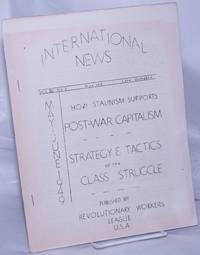 INTERNATIONAL
NEWS
MAY-JUNE 1949
HOW STALINISM SUPPORTS
POST-WAR CAPITALISM
STRATEGY & TACTICS
OF THE
CLASS STRUGGLE
PUBLISHED BY
REVOLUTIONARY WORKERS
LEAGUE
U.S.A.